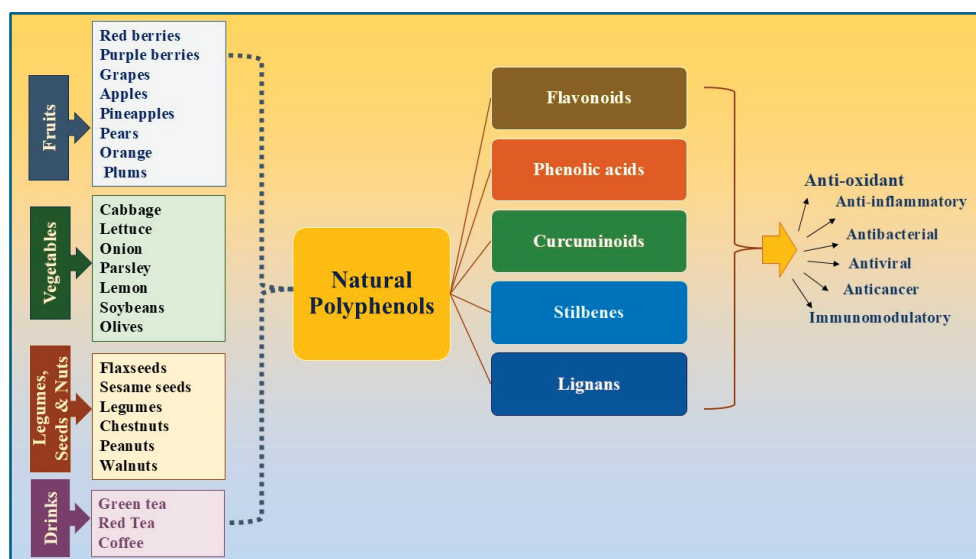 Fruits
Red berries
Purple berries
Grapes
Apples
Pineapples
Pears
Orange
Plums
Vegetables
Cabbage
Lettuce
Onion
Parsley
Lemon
Soybeans
Olives
Legumes,
Seeds & Nuts
Flaxseeds
Sesame seeds
Legumes
Chestnuts
Peanuts
Walnuts
Drinks
Green tea
Red Tea
Coffee
Natural
Polyphenols
Flavonoids
Phenolic acids
Curcuminoids
Stilbenes
Lignans
Anti-oxidant
Anti-inflammatory
Antibacterial
Antiviral
Anticancer
Immunomodulatory